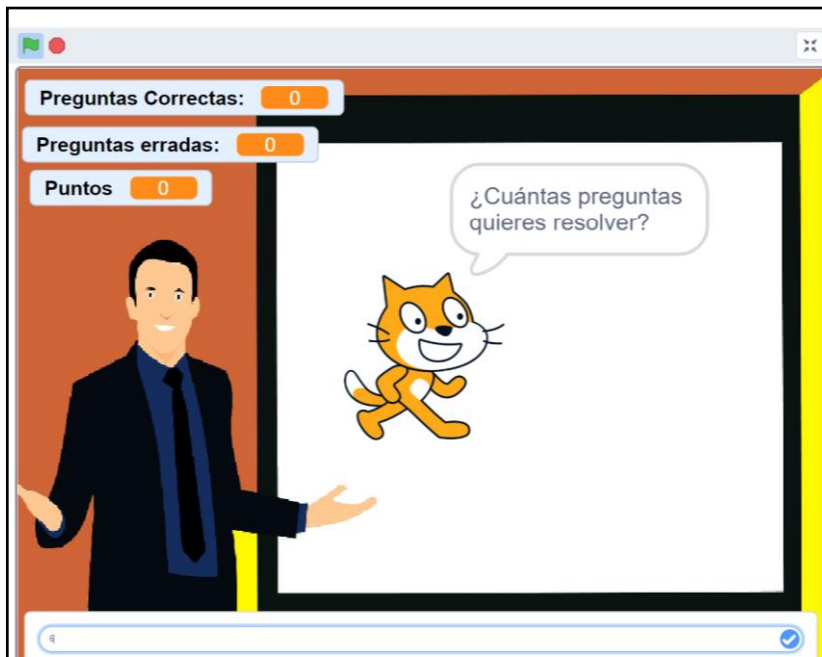 Preguntas Correctas: 0
Preguntas erradas: 0
Puntos 0
¿Cuántas preguntas
quieres resolver?